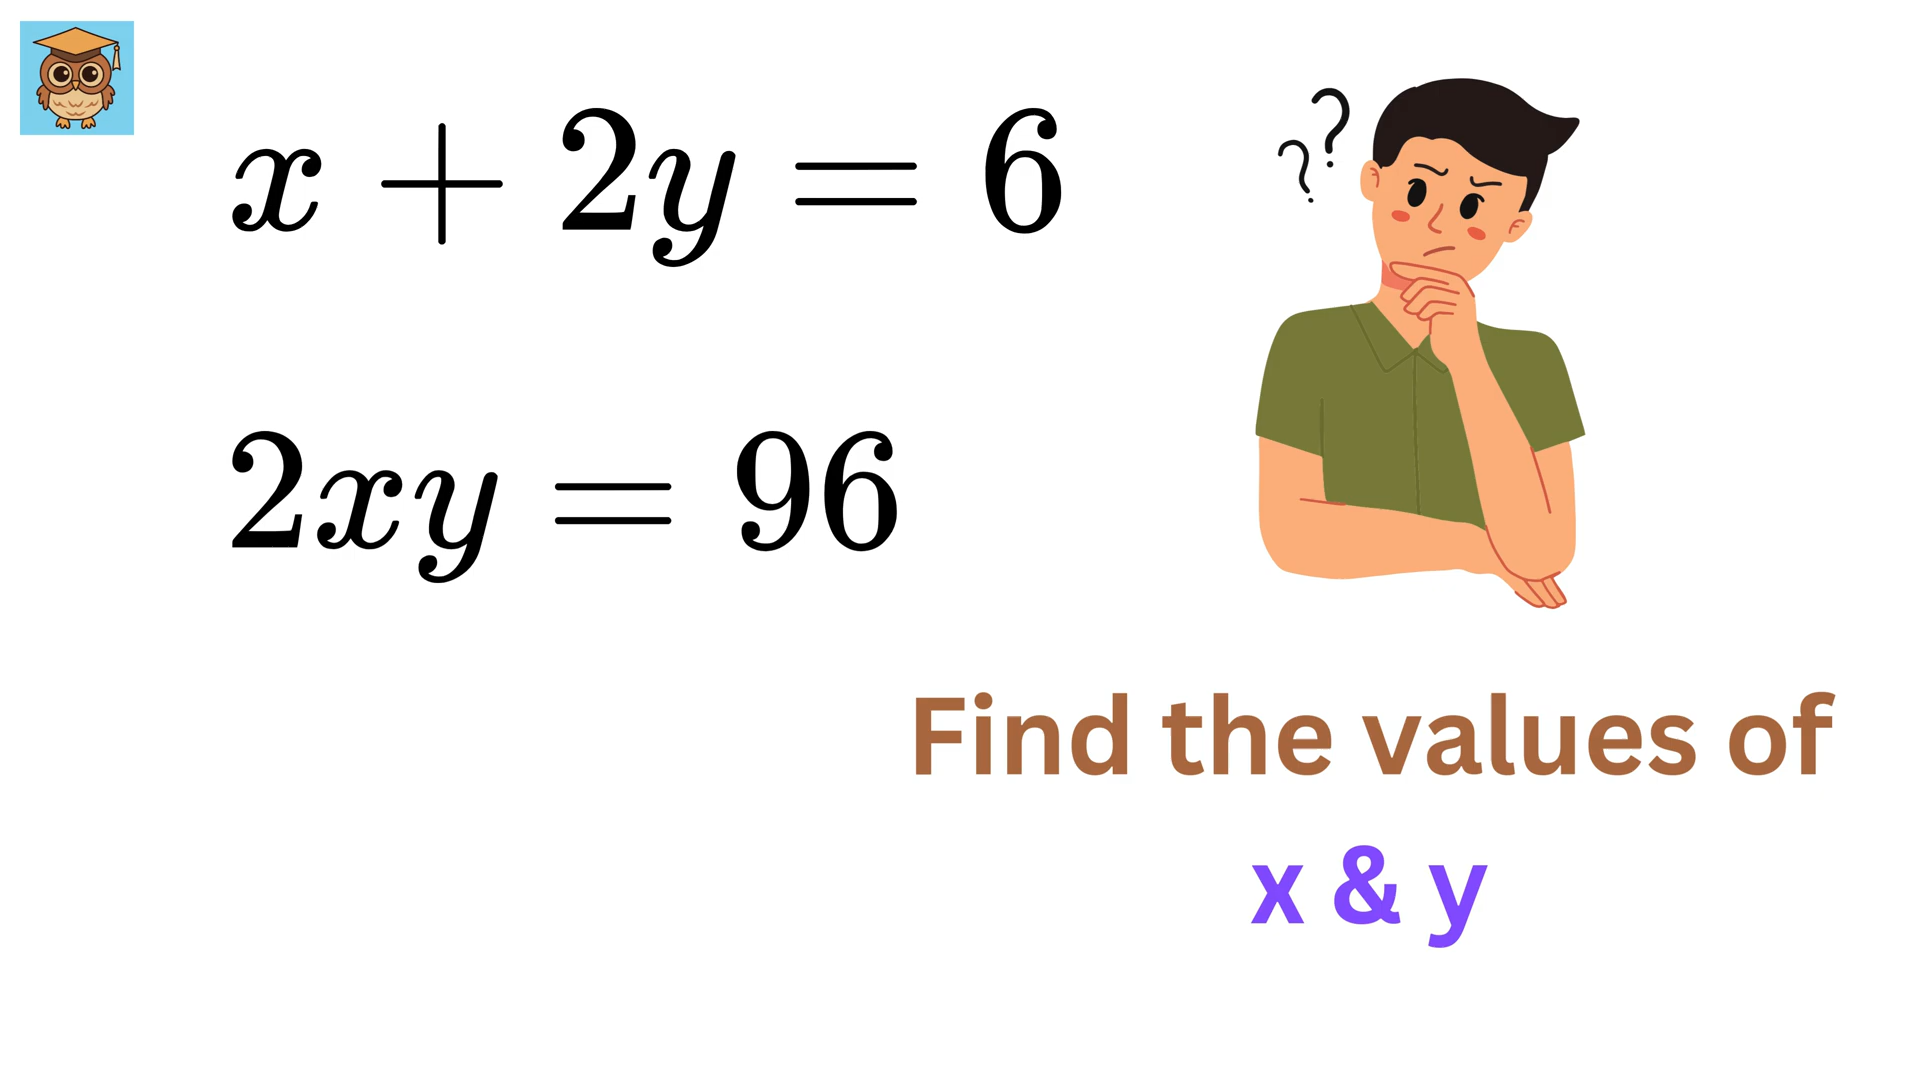 x + 2y = 6
2xy = 96
? ?
Find the values of
x & y